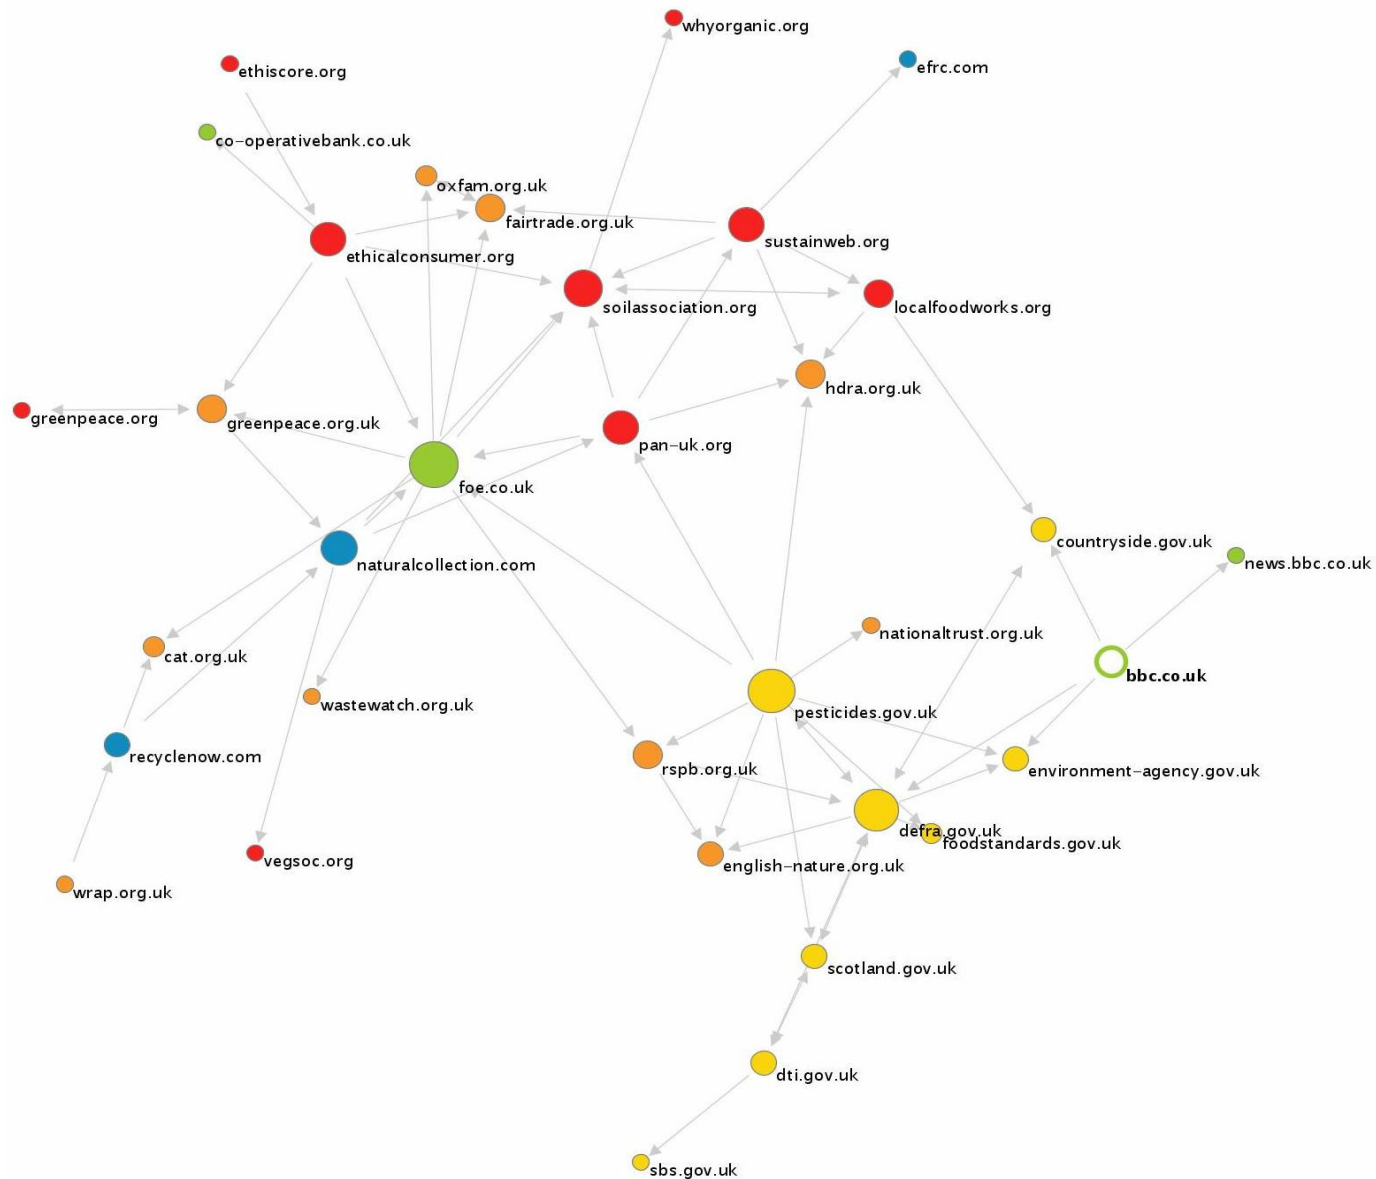 whyorganic.org
efrc.com
ethiscore.org
co-operativebank.co.uk
oxfam.org.uk
fairtrade.org.uk
sustainweb.org
ethicalconsumer.org
soilassociation.org
localfoodworks.org
hdra.org.uk
greenpeace.org
greenpeace.org.uk
pan-uk.org
foe.co.uk
countryside.gov.uk
naturalcollection.com
news.bbc.co.uk
nationaltrust.org.uk
cat.org.uk
bbc.co.uk
wastewatch.org.uk
pesticides.gov.uk
recyclenow.com
rspb.org.uk
environment-agency.gov.uk
defra.gov.uk
foodstandards.gov.uk
vegsoc.org
english-nature.org.uk
wrap.org.uk
scotland.gov.uk
dti.gov.uk
sbs.gov.uk